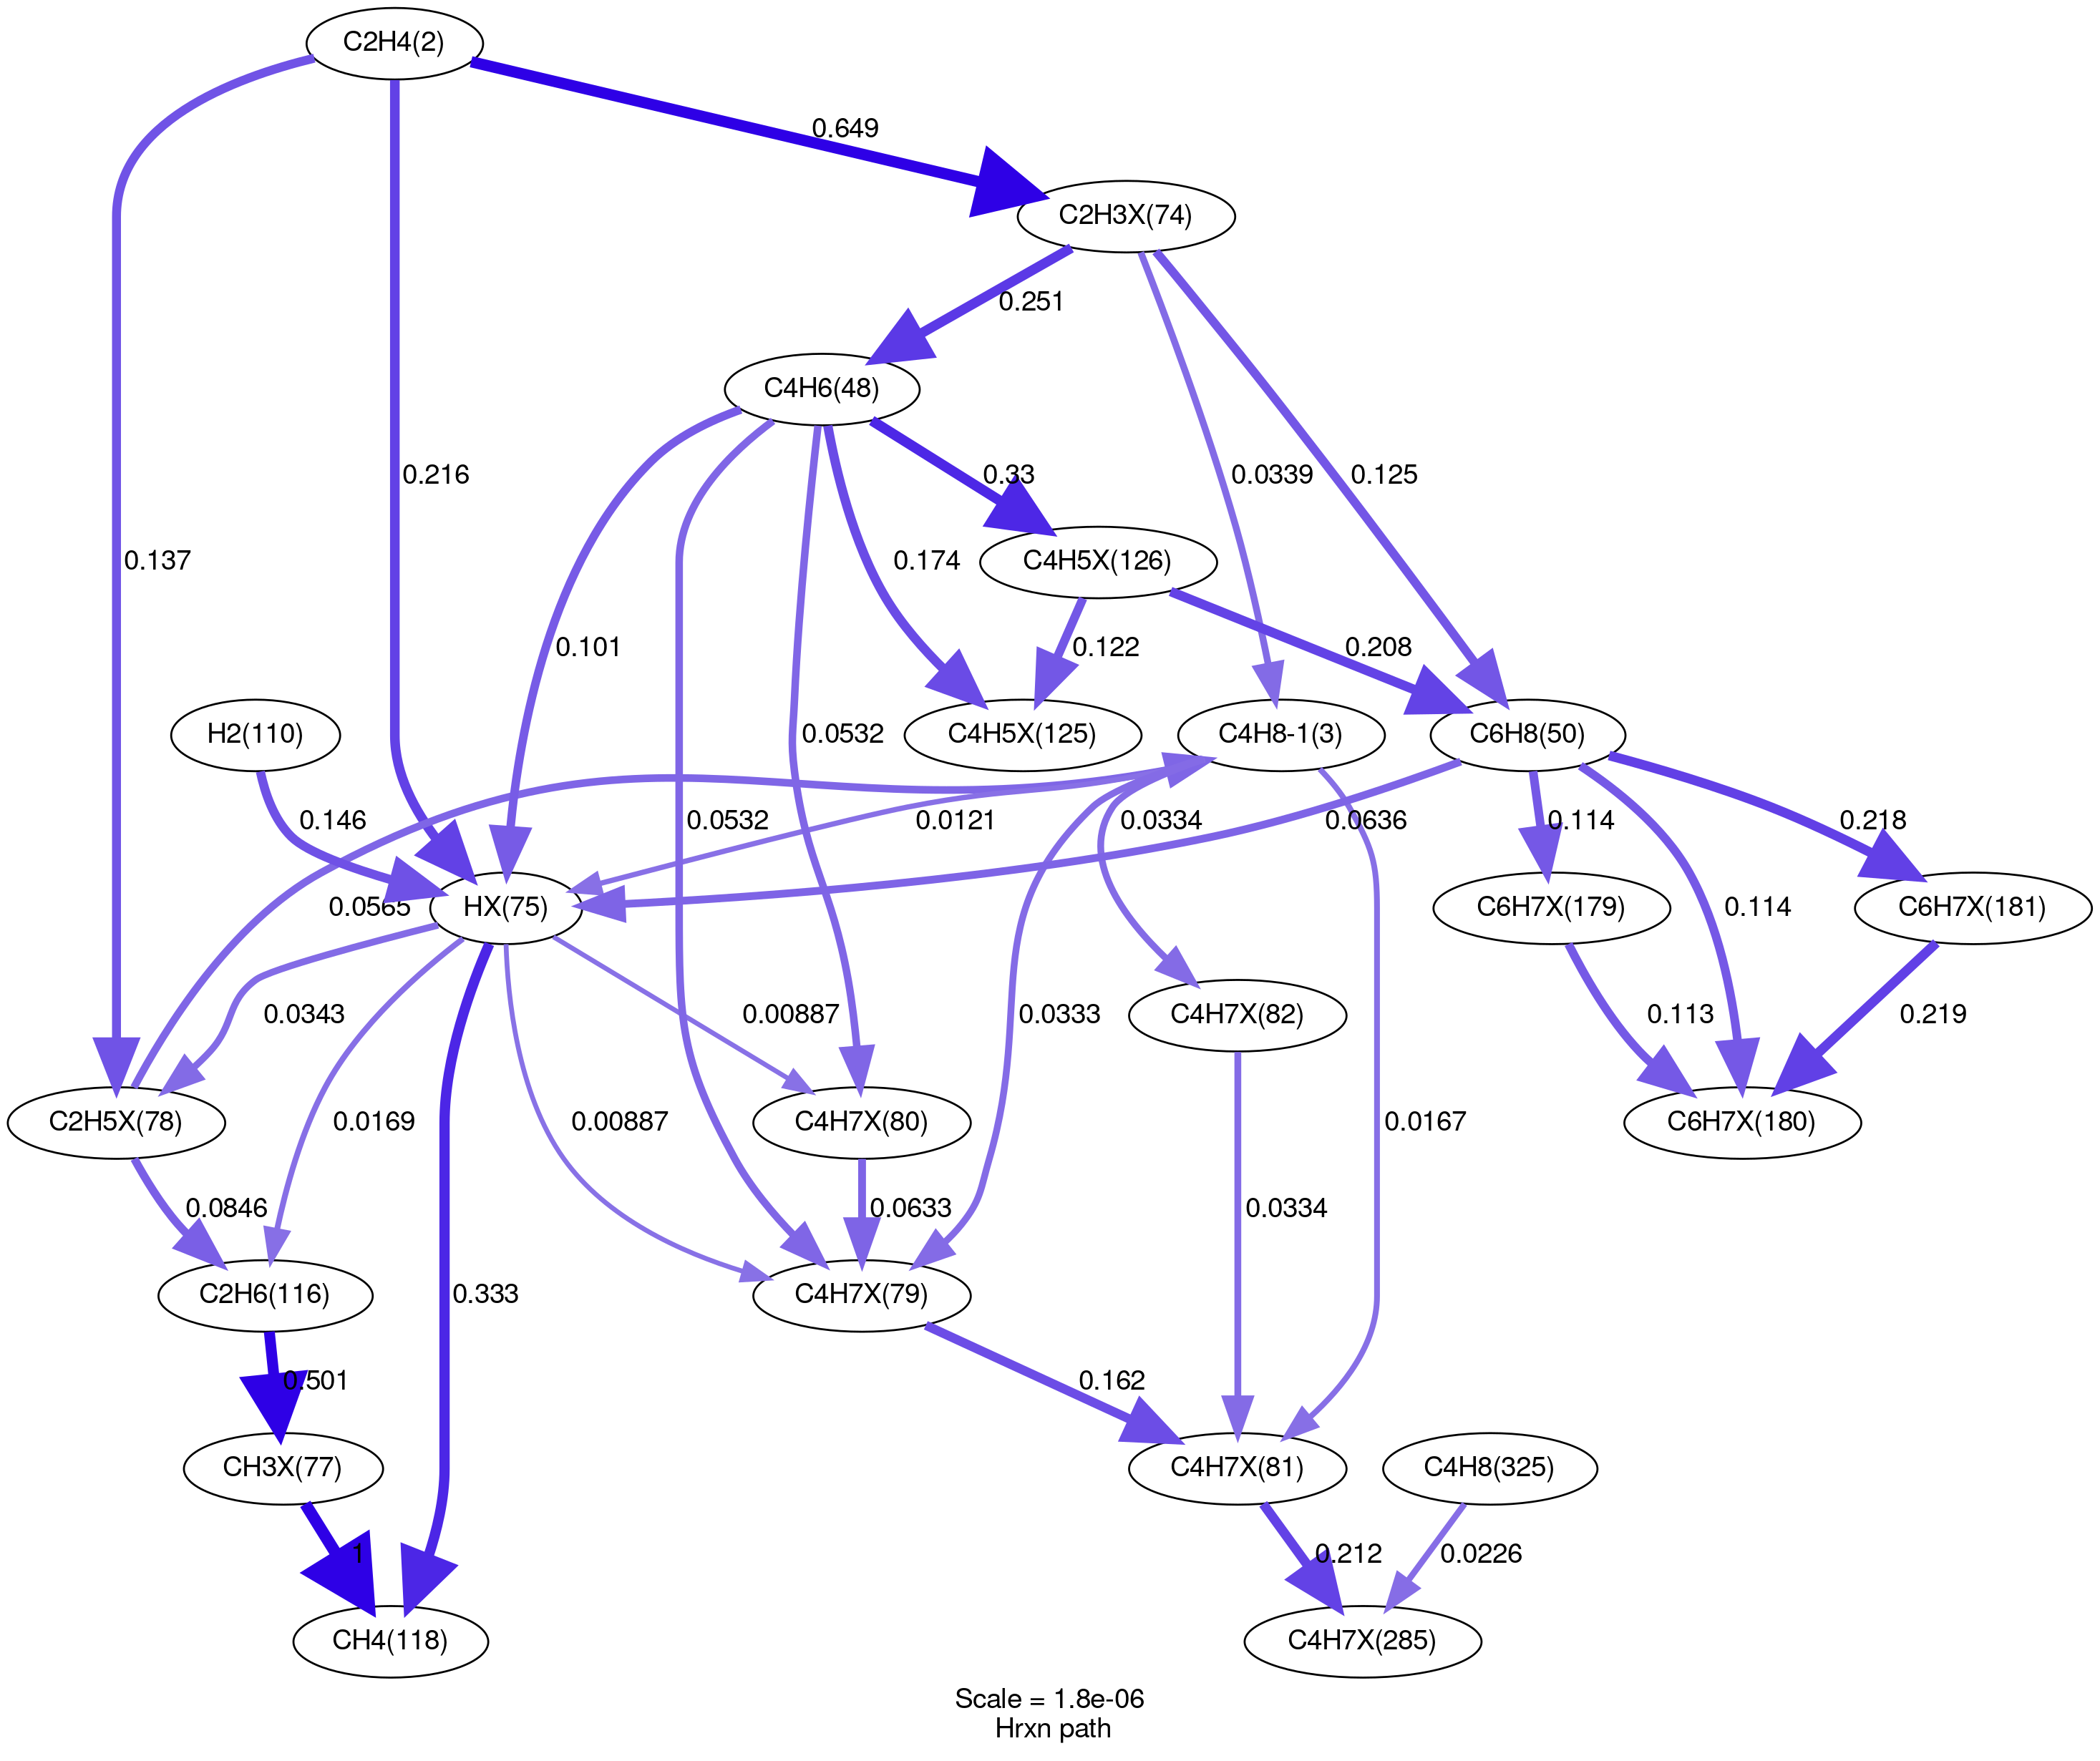 C2H4(2)
0.649
C2H3X(74)
0.251
C4H6(48)
0.216
0.0339
0.125
0.33
0.137
0.174
C4H5X(126)
0.101
0.122
0.208
H2(110)
0.0532
C4H5X(125)
C4H8-1(3)
C6H8(50)
0.146
0.0532
0.0121
0.0334
0.0636
0.114
0.218
0.0565
HX(75)
C6H7X(179)
0.114
C6H7X(181)
0.0343
0.00887
0.0333
C4H7X(82)
0.113
0.219
C2H5X(78)
0.0169
0.00887
C4H7X(80)
0.0167
C6H7X(180)
0.0846
0.0633
0.0334
C2H6(116)
0.333
C4H7X(79)
0.501
0.162
CH3X(77)
C4H7X(81)
C4H8(325)
1
0.212
0.0226
CH4(118)
C4H7X(285)
Scale = 1.8e-06
Hrxn path